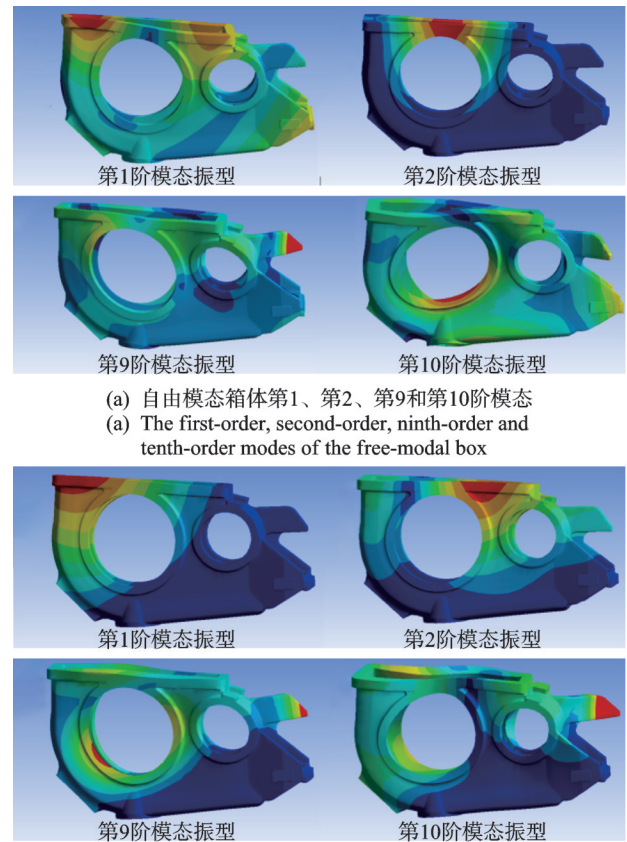 第1阶模态振型
第2阶模态振型
第9阶模态振型
第10阶模态振型
(a) 自由模态箱体第1、第2、第9和第10阶模态
(a) The first-order, second-order, ninth-order and
tenth-order modes of the free-modal box
第1阶模态振型
第2阶模态振型
第9阶模态振型
第10阶模态振型